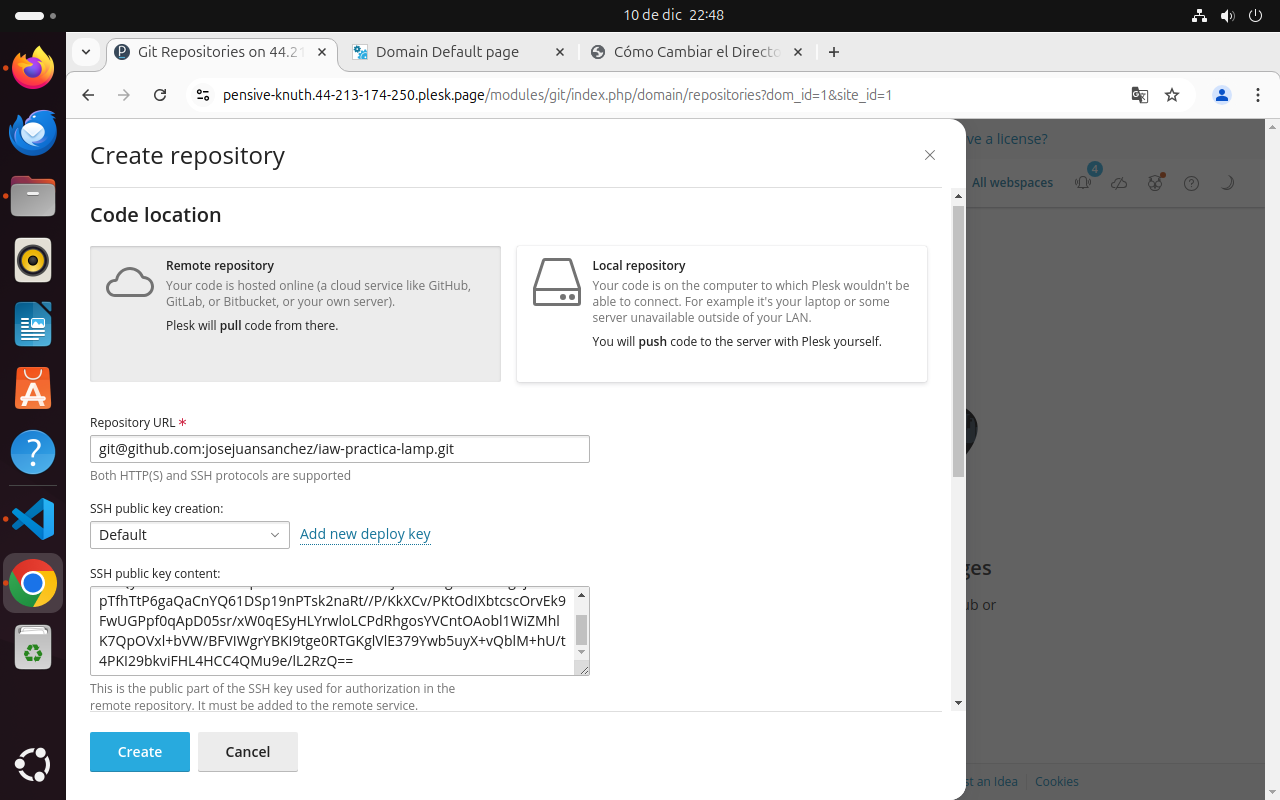 10 de dic 22:48
Git Repositories on 44.21
Domain Default page
Cómo Cambiar el Directo
pensive-knuth.44-213-174-250.plesk.page/modules/git/index.php/domain/repositories?dom_id=1&site_id=1
Create repository
ve a license?
All webspaces
4
Code location
Remote repository
Your code is hosted online (a cloud service like GitHub,
GitLab, or Bitbucket, or your own server).
Plesk will pull code from there.
Local repository
Your code is on the computer to which Plesk wouldn't be
able to connect. For example it's your laptop or some
server unavailable outside of your LAN.
You will push code to the server with Plesk yourself.
Repository URL *
git@github.com:josejuansanchez/iaw-practica-lamp.git
Both HTTP(S) and SSH protocols are supported
SSH public key creation:
Default
Add new deploy key
SSH public key content:
pTfhTtP6gaQaCnYQ61DSp19nPTsk2naRt//P/KkXCv/PKtOdIXbtcscOrvEk9
FwUGPpf0qApD05sr/xW0qESyHLYrwloLCPdRhgosYVCntOAobl1WiZMhl
K7QpOVxl+bVW/BFVIWgrYBKI9tge0RTGKglVlE379Ywb5uyX+vQblM+hU/t
4PKI29bkviFHL4HCC4QMu9e/lL2RzQ==
This is the public part of the SSH key used for authorization in the
remote repository. It must be added to the remote service.
ges
ub or
Create
Cancel
st an Idea
Cookies